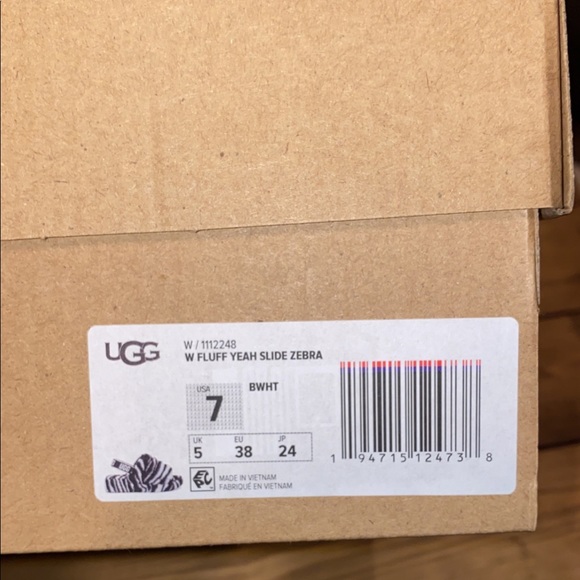 UGG
W / 1112248
W FLUFF YEAH SLIDE ZEBRA
USA
7
BWHT
UK EU JP
5 38 24
MADE IN VIETNAM
FABRIQUÉ EN VIETNAM
1 94715 12473 8